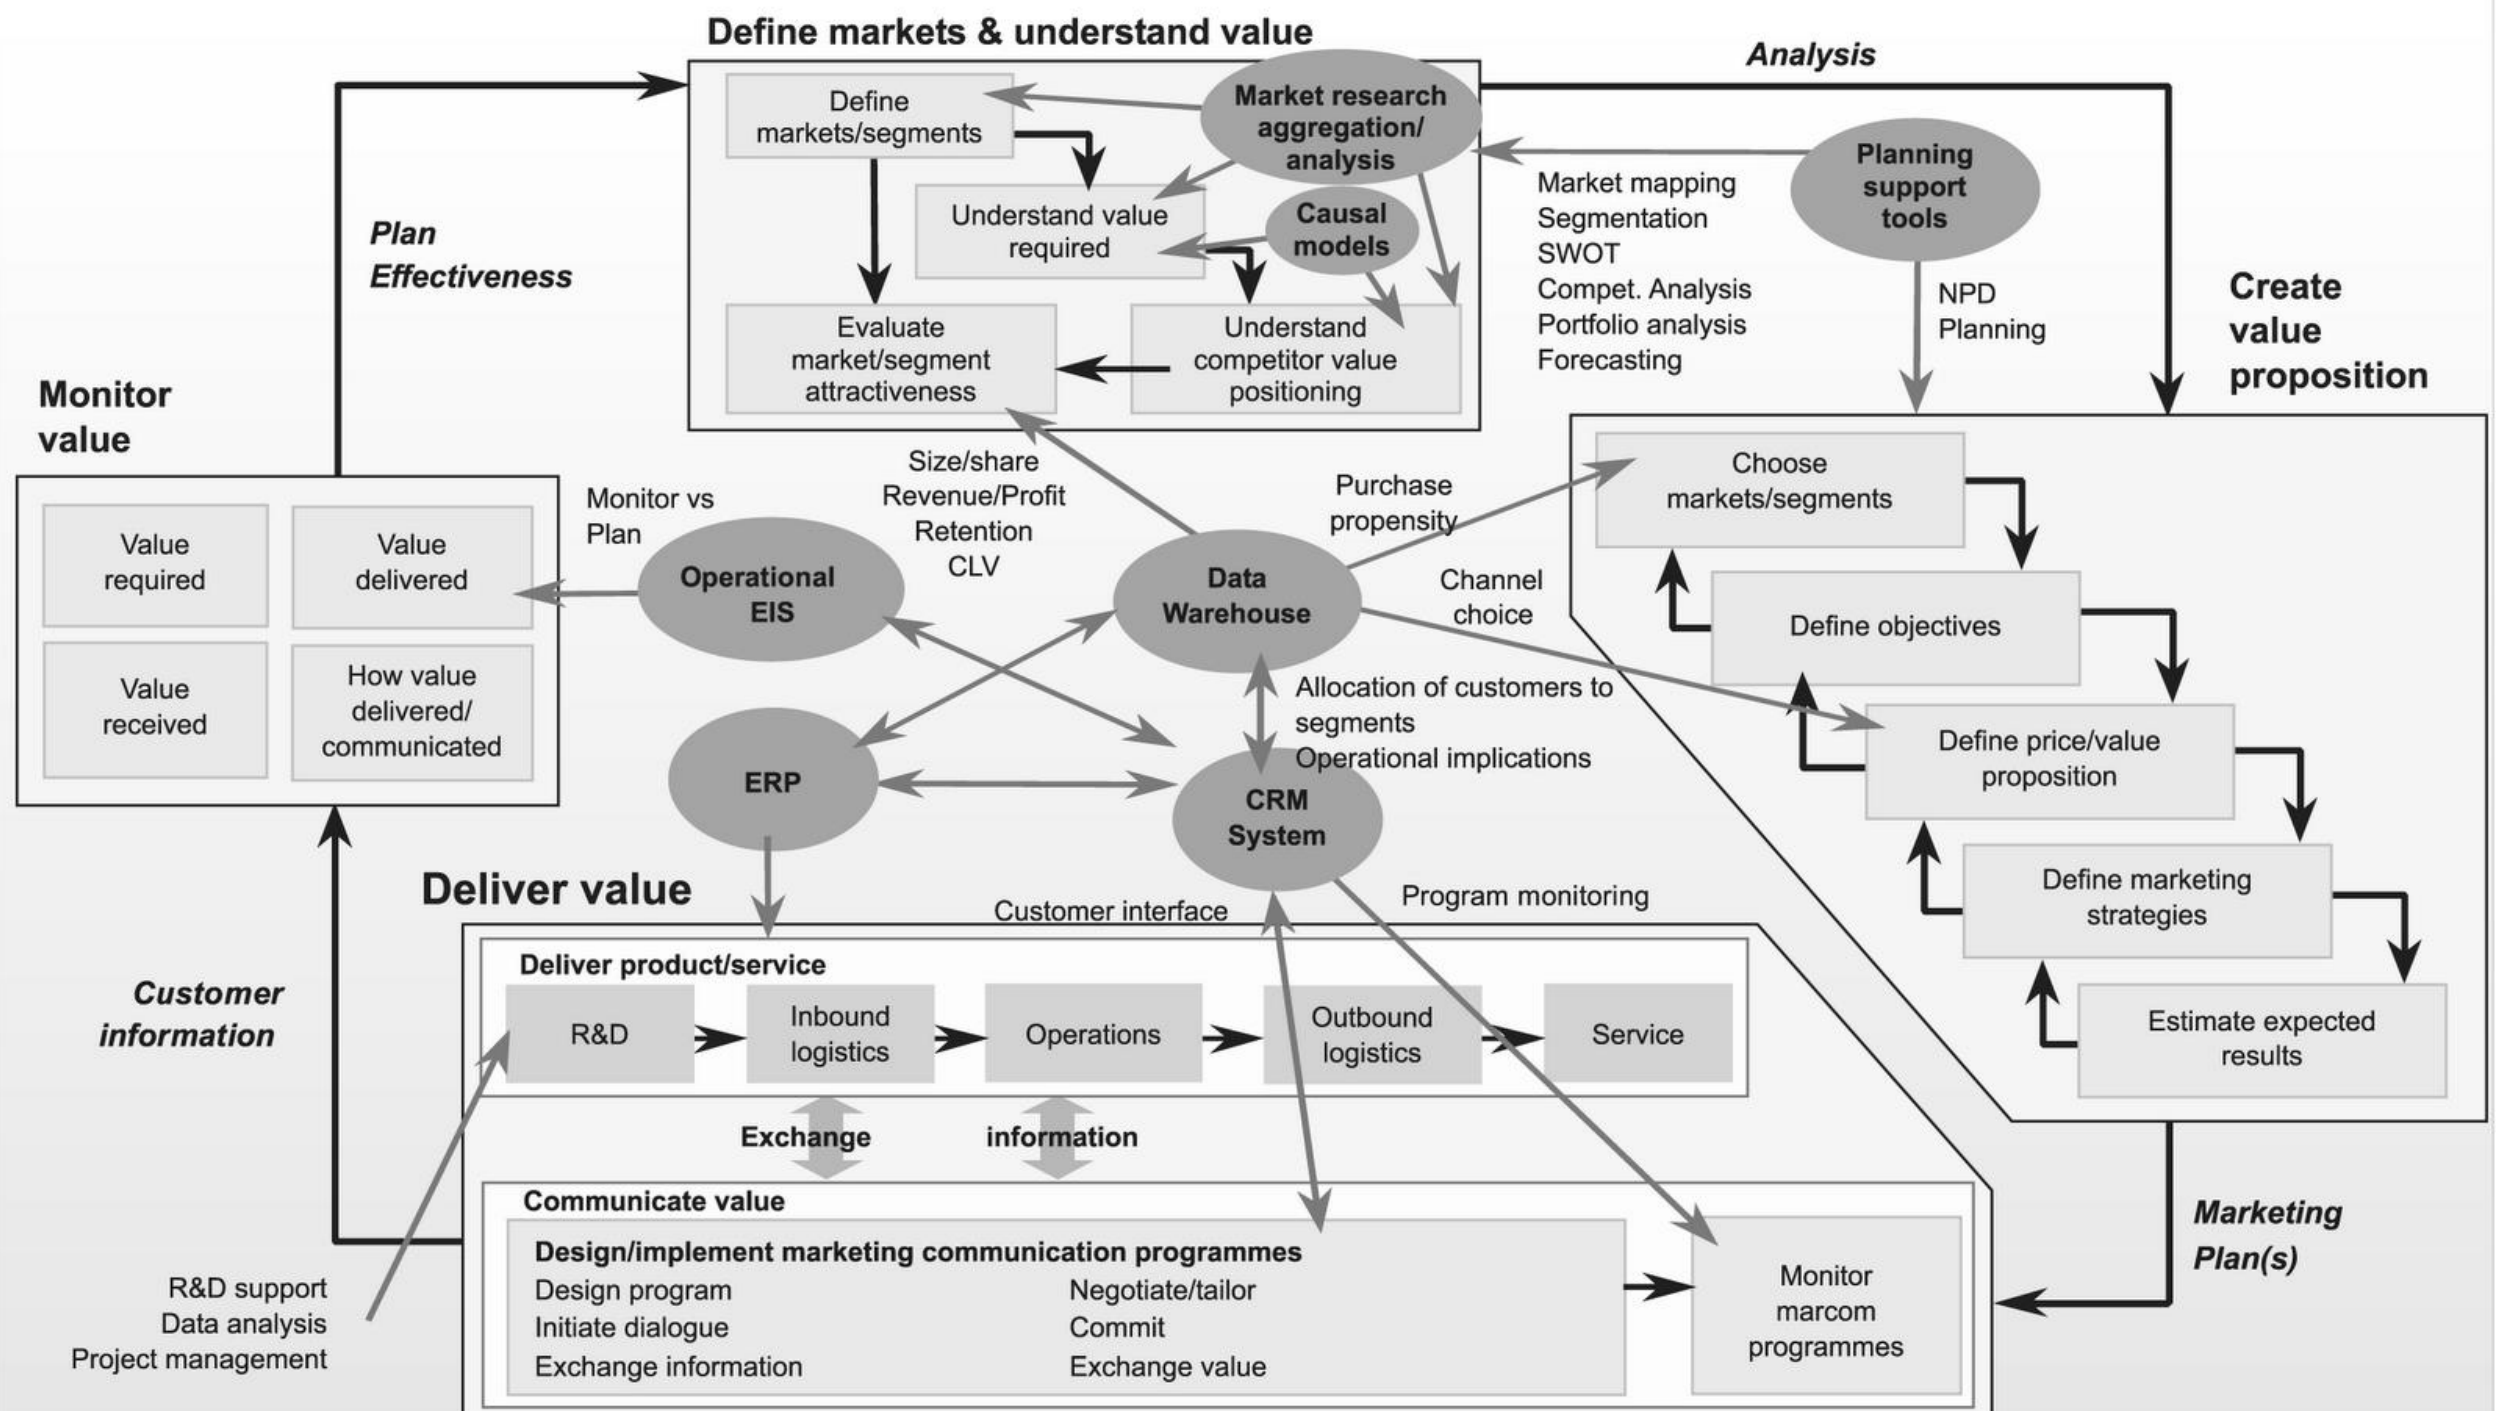 Define markets & understand value
Analysis
Define
markets/segments
Market research
aggregation/
analysis
Planning
support
tools
Understand value
required
Causal
models
Market mapping
Segmentation
SWOT
Compet. Analysis
Portfolio analysis
Forecasting
NPD
Planning
Plan
Effectiveness
Evaluate
market/segment
attractiveness
Understand
competitor value
positioning
Create
value
proposition
Monitor
value
Value
required
Value
delivered
Value
received
How value
delivered/
communicated
Monitor vs
Plan
Operational
EIS
Size/share
Revenue/Profit
Retention
CLV
Data
Warehouse
Purchase
propensity
Channel
choice
Choose
markets/segments
Define objectives
Define price/value
proposition
Define marketing
strategies
Estimate expected
results
Allocation of customers to
segments
Operational implications
ERP
CRM
System
Deliver value
Customer interface
Program monitoring
Customer
information
Deliver product/service
R&D
Inbound
logistics
Operations
Outbound
logistics
Service
Exchange
information
Communicate value
Design/implement marketing communication programmes
Design program
Initiate dialogue
Exchange information
Negotiate/tailor
Commit
Exchange value
Monitor
marcom
programmes
Marketing
Plan(s)
R&D support
Data analysis
Project management